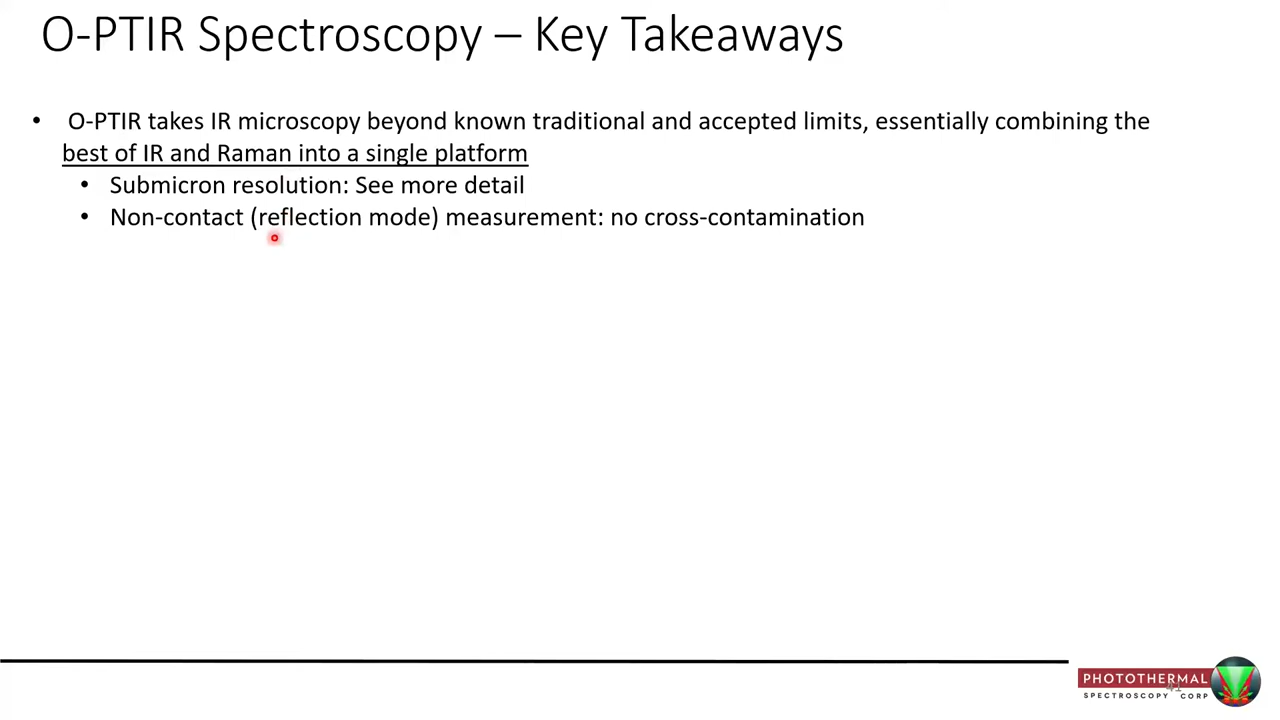 O-PTIR Spectroscopy – Key Takeaways
• O-PTIR takes IR microscopy beyond known traditional and accepted limits, essentially combining the
best of IR and Raman into a single platform
• Submicron resolution: See more detail
• Non-contact (reflection mode) measurement: no cross-contamination
PHOTOTHERMAL
41
SPECTROSCOPY CORP